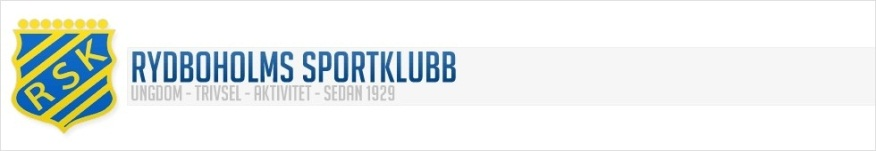 RSK
RYDBOHOLMS SPORTKLUBB
UNGDOM - TRIVSEL - AKTIVITET - SEDAN 1929